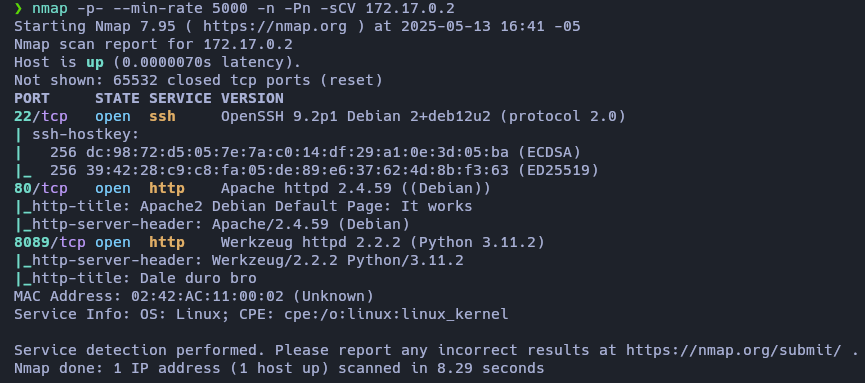 ❯ nmap -p- --min-rate 5000 -n -Pn -sCV 172.17.0.2
Starting Nmap 7.95 ( https://nmap.org ) at 2025-05-13 16:41 -05
Nmap scan report for 172.17.0.2
Host is up (0.0000070s latency).
Not shown: 65532 closed tcp ports (reset)
PORT     STATE SERVICE VERSION
22/tcp   open  ssh     OpenSSH 9.2p1 Debian 2+deb12u2 (protocol 2.0)
| ssh-hostkey:
|   256 dc:98:72:d5:05:7e:7a:c0:14:df:29:a1:0e:3d:05:ba (ECDSA)
|_  256 39:42:28:c9:c8:fa:05:de:89:e6:37:62:4d:8b:f3:63 (ED25519)
80/tcp   open  http    Apache httpd 2.4.59 ((Debian))
|_http-title: Apache2 Debian Default Page: It works
|_http-server-header: Apache/2.4.59 (Debian)
8089/tcp open  http    Werkzeug httpd 2.2.2 (Python 3.11.2)
|_http-server-header: Werkzeug/2.2.2 Python/3.11.2
|_http-title: Dale duro bro
MAC Address: 02:42:AC:11:00:02 (Unknown)
Service Info: OS: Linux; CPE: cpe:/o:linux:linux_kernel

Service detection performed. Please report any incorrect results at https://nmap.org/submit/ .
Nmap done: 1 IP address (1 host up) scanned in 8.29 seconds